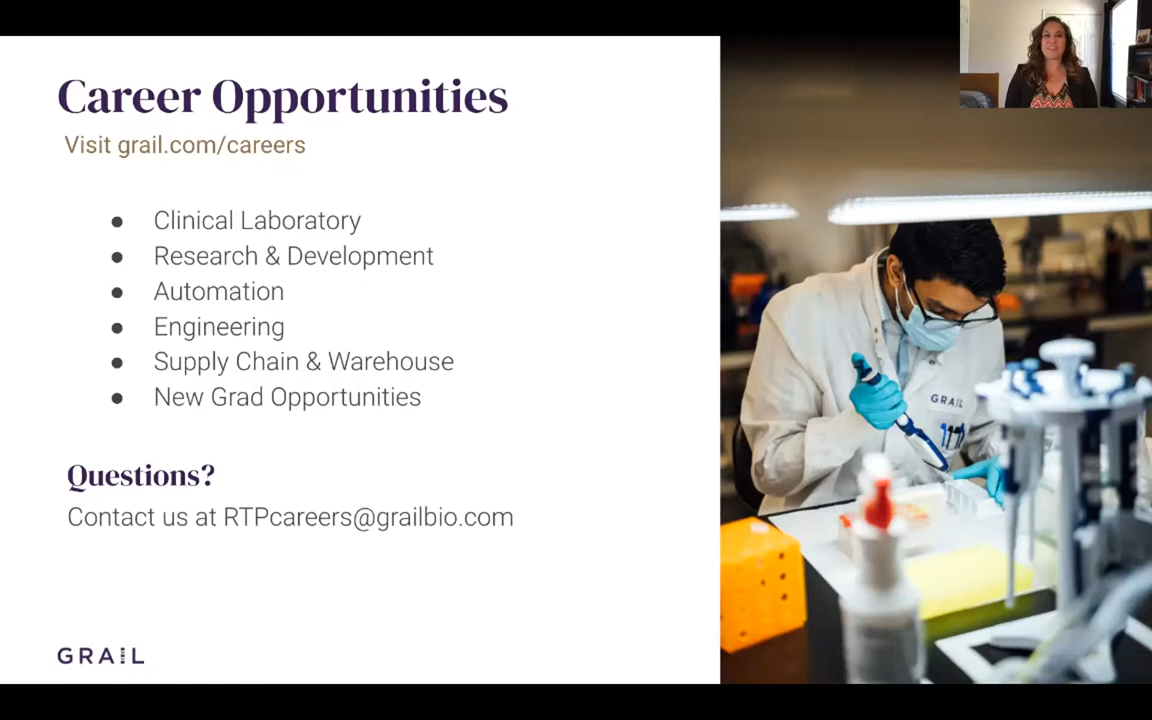 Career Opportunities
Visit grail.com/careers
● Clinical Laboratory
● Research & Development
● Automation
● Engineering
● Supply Chain & Warehouse
● New Grad Opportunities
Questions?
Contact us at RTPcareers@grailbio.com
GRAIL
GRAIL